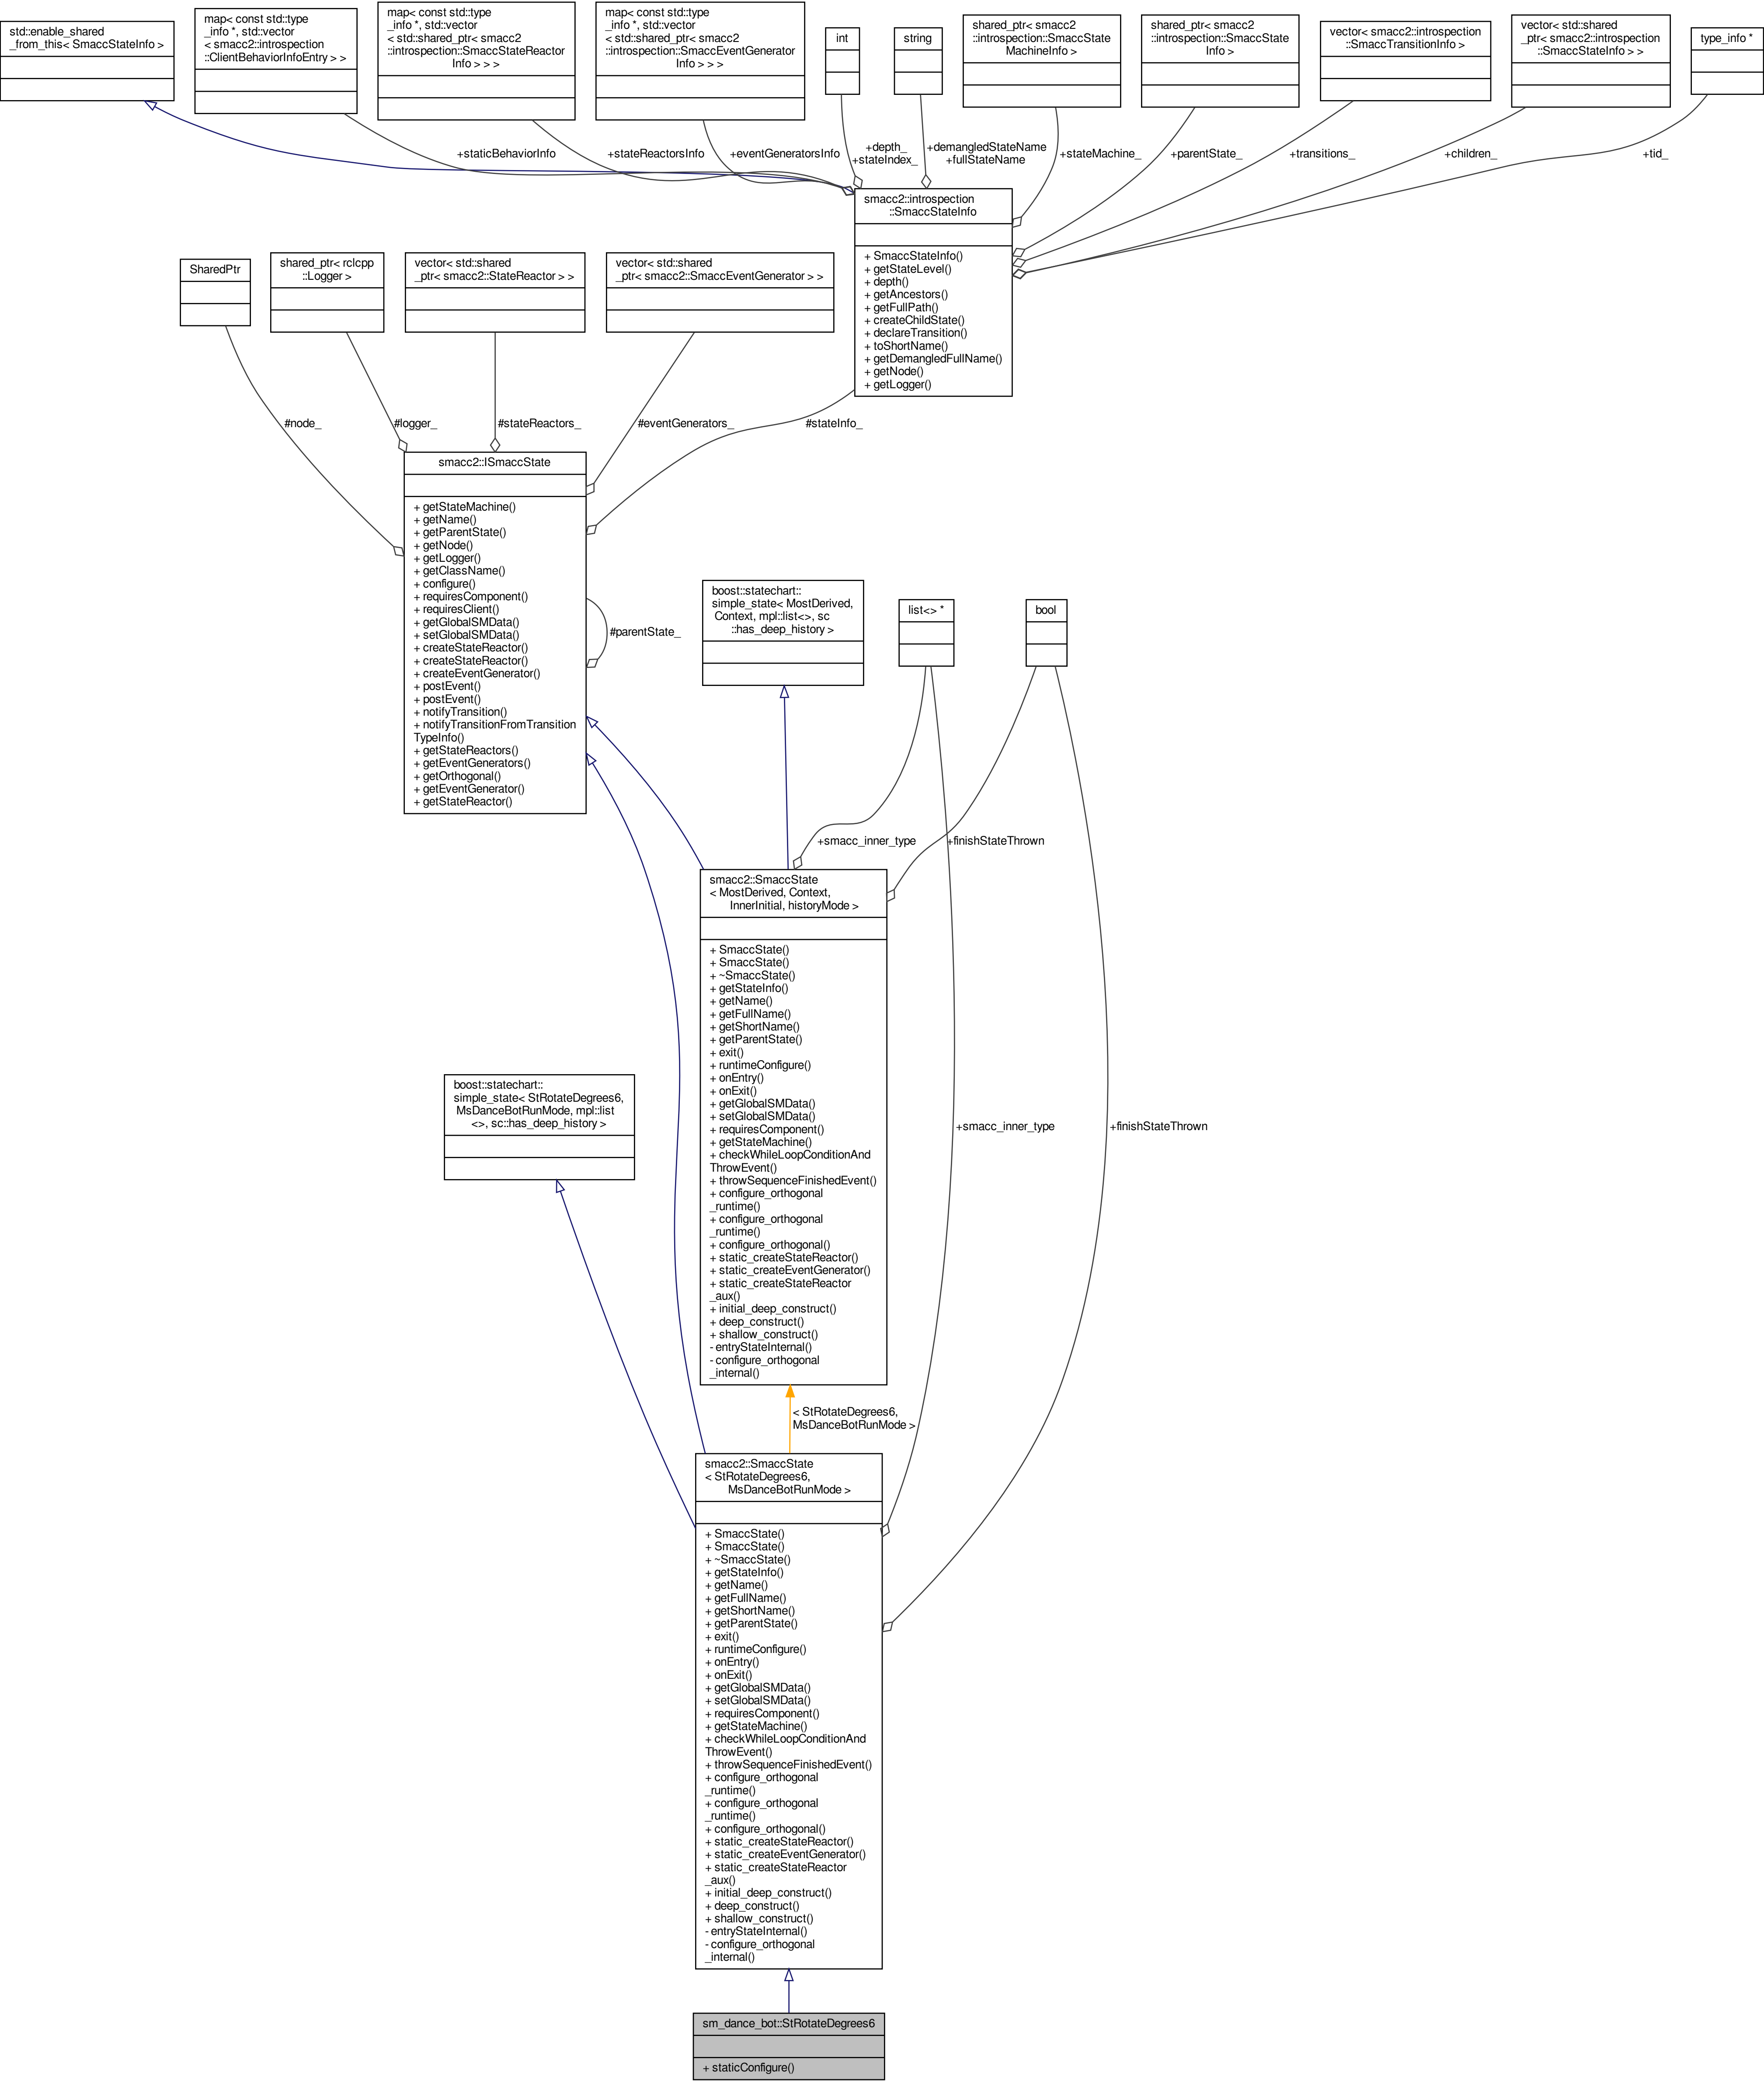 std::enable_shared
_from_this< SmaccStateInfo >
map< const std::type
_info *, std::vector
< smacc2::introspection
::ClientBehaviorInfoEntry > >
map< const std::type
_info *, std::vector
< std::shared_ptr< smacc2
::introspection::SmaccStateReactor
Info > > >
map< const std::type
_info *, std::vector
< std::shared_ptr< smacc2
::introspection::SmaccEventGenerator
Info > > >
int
string
shared_ptr< smacc2
::introspection::SmaccState
MachineInfo >
shared_ptr< smacc2
::introspection::SmaccState
Info >
vector< smacc2::introspection
::SmaccTransitionInfo >
vector< std::shared
_ptr< smacc2::introspection
::SmaccStateInfo > >
type_info *
+staticBehaviorInfo
+stateReactorsInfo
+eventGeneratorsInfo
+depth_
+stateIndex_
+demangledStateName
+fullStateName
+stateMachine_
+parentState_
+transitions_
+children_
+tid_
smacc2::introspection
::SmaccStateInfo
+ SmaccStateInfo()
+ getStateLevel()
+ depth()
+ getAncestors()
+ getFullPath()
+ createChildState()
+ declareTransition()
+ toShortName()
+ getDemangledFullName()
+ getNode()
+ getLogger()
SharedPtr
shared_ptr< rclcpp
::Logger >
vector< std::shared
_ptr< smacc2::StateReactor > >
vector< std::shared
_ptr< smacc2::SmaccEventGenerator > >
#node_
#logger_
#stateReactors_
#eventGenerators_
#stateInfo_
smacc2::ISmaccState
+ getStateMachine()
+ getName()
+ getParentState()
+ getNode()
+ getLogger()
+ getClassName()
+ configure()
+ requiresComponent()
+ requiresClient()
+ getGlobalSMData()
+ setGlobalSMData()
+ createStateReactor()
+ createStateReactor()
+ createEventGenerator()
+ postEvent()
+ postEvent()
+ notifyTransition()
+ notifyTransitionFromTransition
TypeInfo()
+ getStateReactors()
+ getEventGenerators()
+ getOrthogonal()
+ getEventGenerator()
+ getStateReactor()
#parentState_
boost::statechart::
simple_state< MostDerived,
Context, mpl::list<>, sc
::has_deep_history >
list<> *
bool
+smacc_inner_type
+finishStateThrown
smacc2::SmaccState
< MostDerived, Context,
InnerInitial, historyMode >
+ SmaccState()
+ SmaccState()
+ ~SmaccState()
+ getStateInfo()
+ getName()
+ getFullName()
+ getShortName()
+ getParentState()
+ exit()
+ runtimeConfigure()
+ onEntry()
+ onExit()
+ getGlobalSMData()
+ setGlobalSMData()
+ requiresComponent()
+ getStateMachine()
+ checkWhileLoopConditionAnd
ThrowEvent()
+ throwSequenceFinishedEvent()
+ configure_orthogonal
_runtime()
+ configure_orthogonal
_runtime()
+ configure_orthogonal()
+ static_createStateReactor()
+ static_createEventGenerator()
+ static_createStateReactor
_aux()
+ initial_deep_construct()
+ deep_construct()
+ shallow_construct()
- entryStateInternal()
- configure_orthogonal
_internal()
boost::statechart::
simple_state< StRotateDegrees6,
MsDanceBotRunMode, mpl::list
<>, sc::has_deep_history >
+smacc_inner_type
+finishStateThrown
< StRotateDegrees6,
MsDanceBotRunMode >
smacc2::SmaccState
< StRotateDegrees6,
MsDanceBotRunMode >
+ SmaccState()
+ SmaccState()
+ ~SmaccState()
+ getStateInfo()
+ getName()
+ getFullName()
+ getShortName()
+ getParentState()
+ exit()
+ runtimeConfigure()
+ onEntry()
+ onExit()
+ getGlobalSMData()
+ setGlobalSMData()
+ requiresComponent()
+ getStateMachine()
+ checkWhileLoopConditionAnd
ThrowEvent()
+ throwSequenceFinishedEvent()
+ configure_orthogonal
_runtime()
+ configure_orthogonal
_runtime()
+ configure_orthogonal()
+ static_createStateReactor()
+ static_createEventGenerator()
+ static_createStateReactor
_aux()
+ initial_deep_construct()
+ deep_construct()
+ shallow_construct()
- entryStateInternal()
- configure_orthogonal
_internal()
sm_dance_bot::StRotateDegrees6
+ staticConfigure()